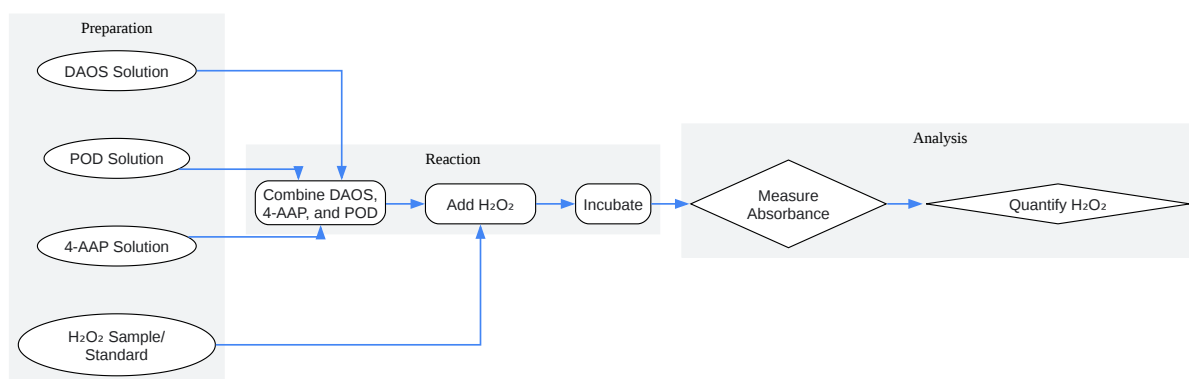 Preparation
DAOS Solution
POD Solution
4-AAP Solution
H₂O₂ Sample/
Standard
Reaction
Combine DAOS,
4-AAP, and POD
Add H₂O₂
Incubate
Analysis
Measure
Absorbance
Quantify H₂O₂